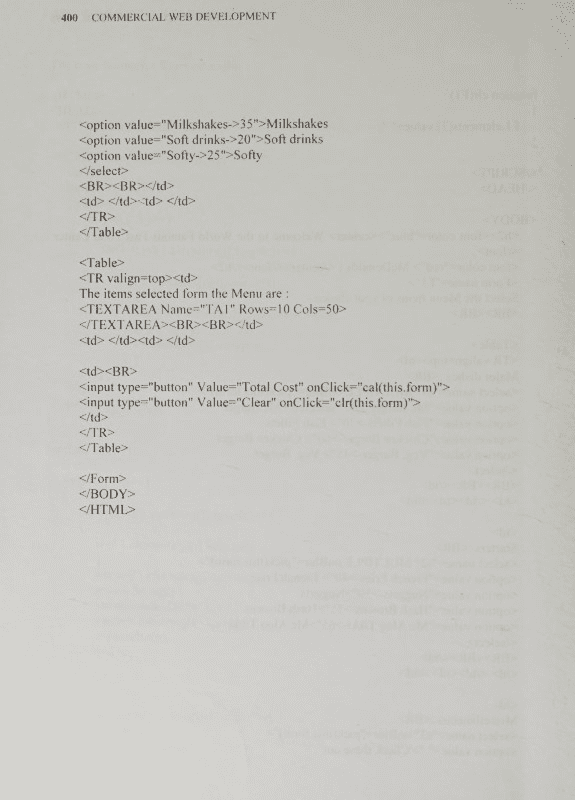 400 COMMERCIAL WEB DEVELOPMENT
<option value="Milkshakes->35">Milkshakes
<option value="Soft drinks->20">Soft drinks
<option value="Softy->25">Softy
</select>
<BR><BR></td>
<td> </td><td> </td>
</TR>
</Table>
<Table>
<TR valign=top><td>
The items selected form the Menu are :
<TEXTAREA Name="TA1" Rows=10 Cols=50>
</TEXTAREA><BR><BR></td>
<td> </td><td> </td>
<td><BR>
<input type="button" Value="Total Cost" onClick="cal(this.form)">
<input type="button" Value="Clear" onClick="clr(this.form)">
</td>
</TR>
</Table>
</Form>
</BODY>
</HTML>